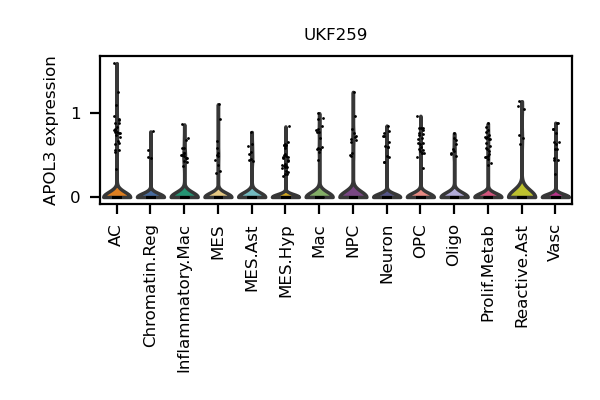 UKF259
APOL3 expression
1
0
AC
Chromatin.Reg
Inflammatory.Mac
MES
MES.Ast
MES.Hyp
Mac
NPC
Neuron
OPC
Oligo
Prolif.Metab
Reactive.Ast
Vasc